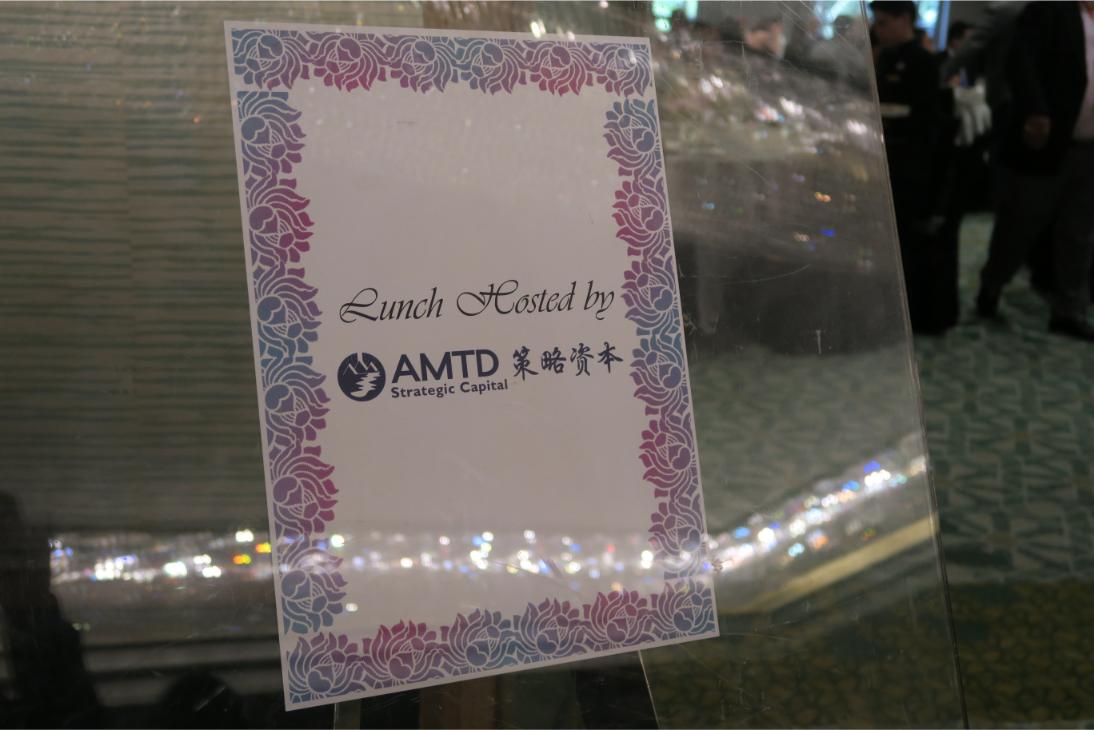 Lunch Hosted by
AMTD 策略资本
Strategic Capital